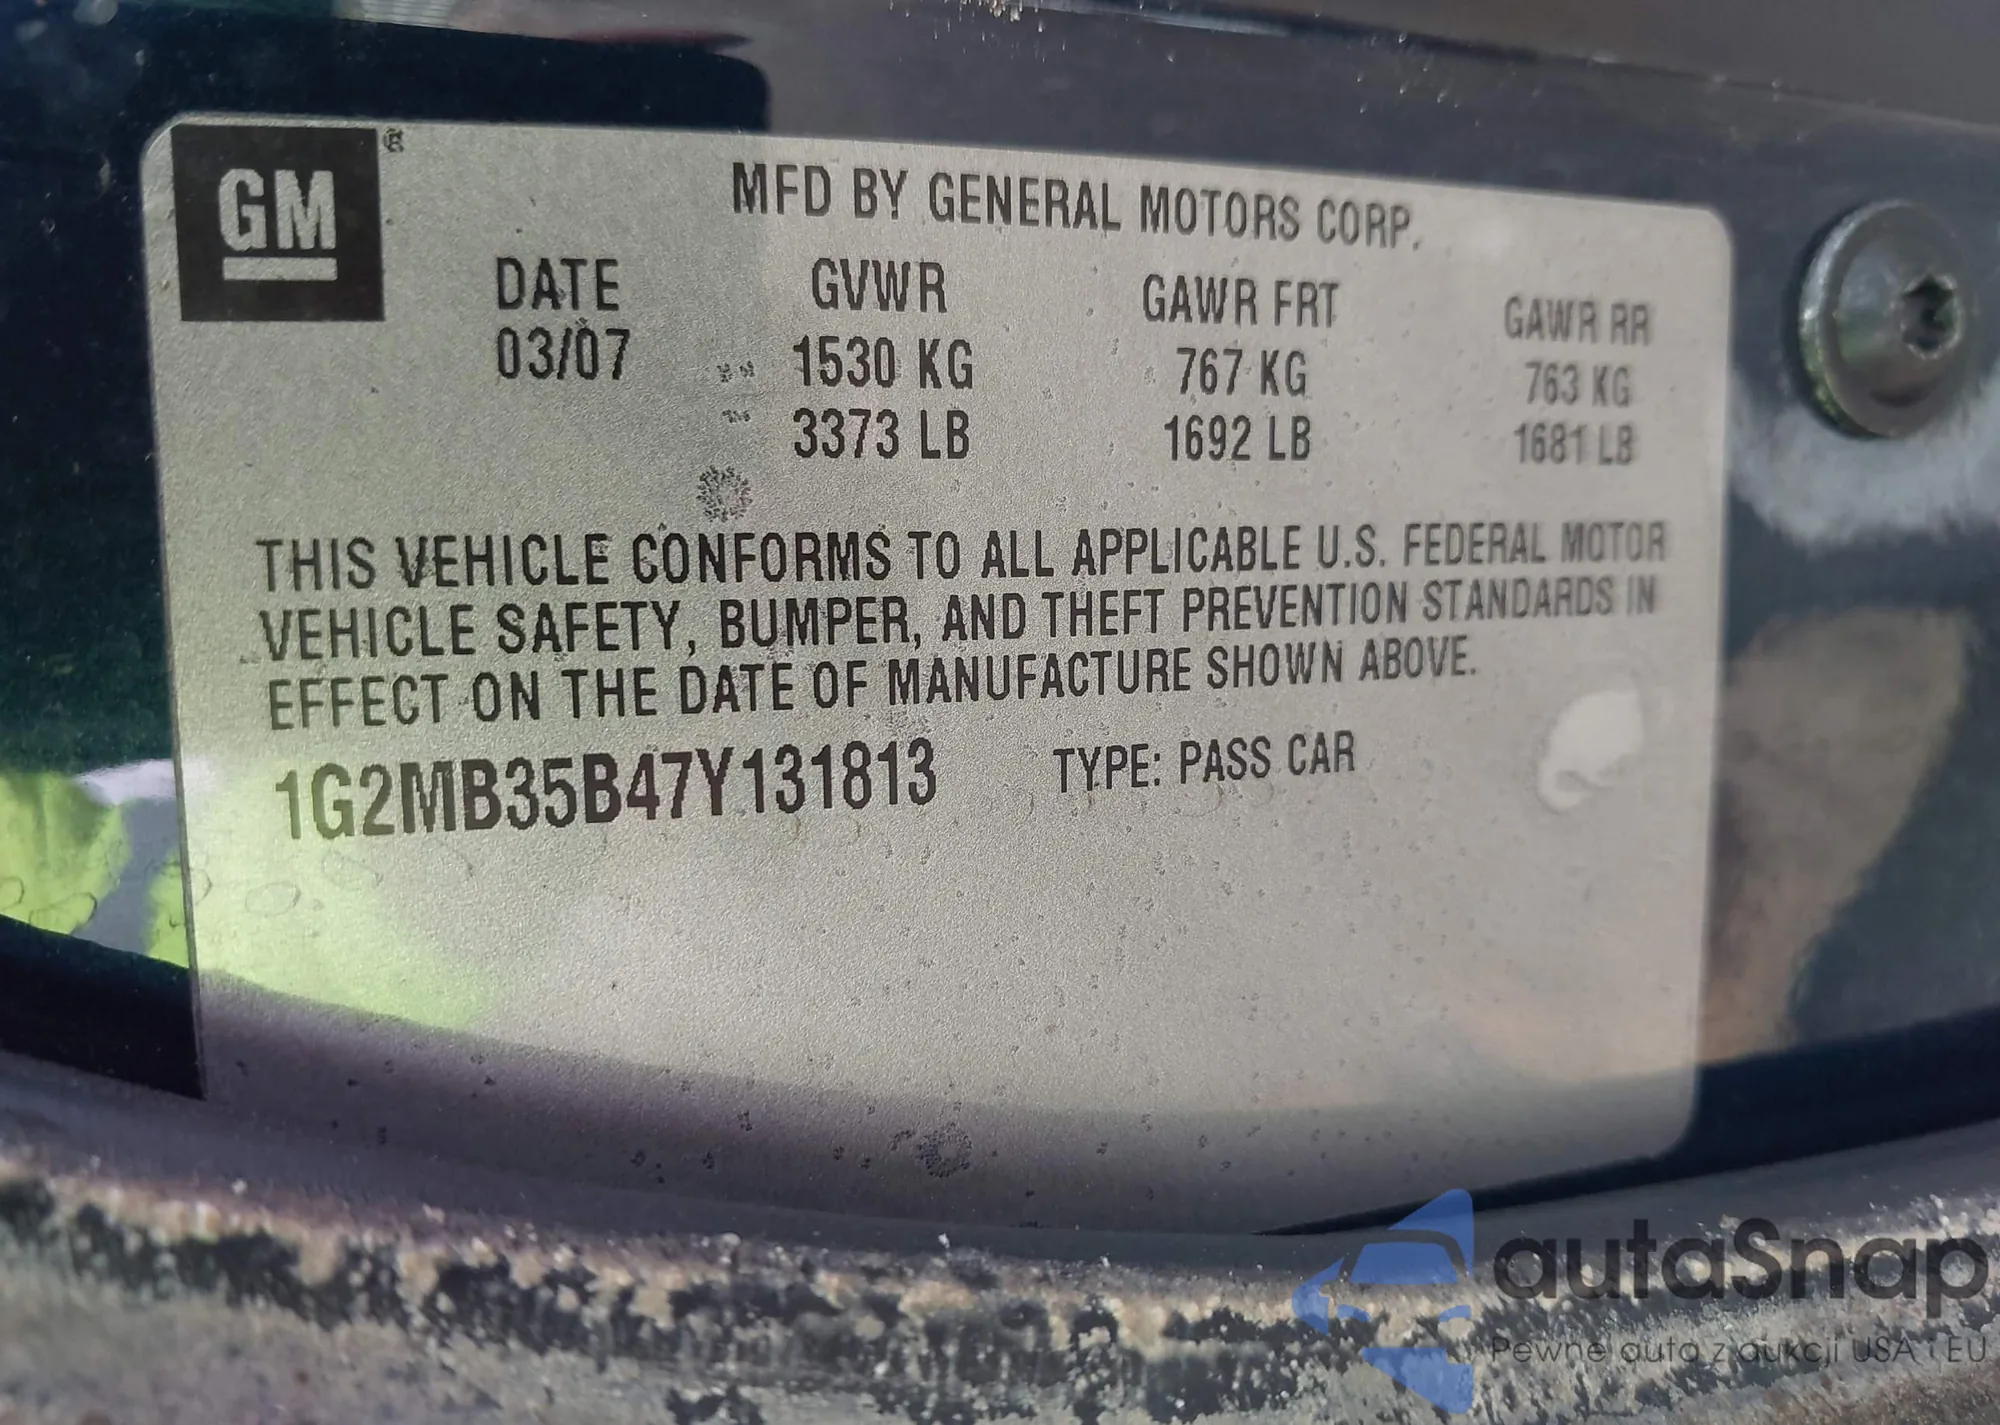 GM ®
MFD BY GENERAL MOTORS CORP.
DATE GVWR GAWR FRT GAWR RR
03/07 1530 KG 767 KG 763 KG
3373 LB 1692 LB 1681 LB
THIS VEHICLE CONFORMS TO ALL APPLICABLE U.S. FEDERAL MOTOR
VEHICLE SAFETY, BUMPER, AND THEFT PREVENTION STANDARDS IN
EFFECT ON THE DATE OF MANUFACTURE SHOWN ABOVE.
1G2MB35B47Y131813 TYPE: PASS CAR
autaSnap
Pewne auta z aukcji USA i EU